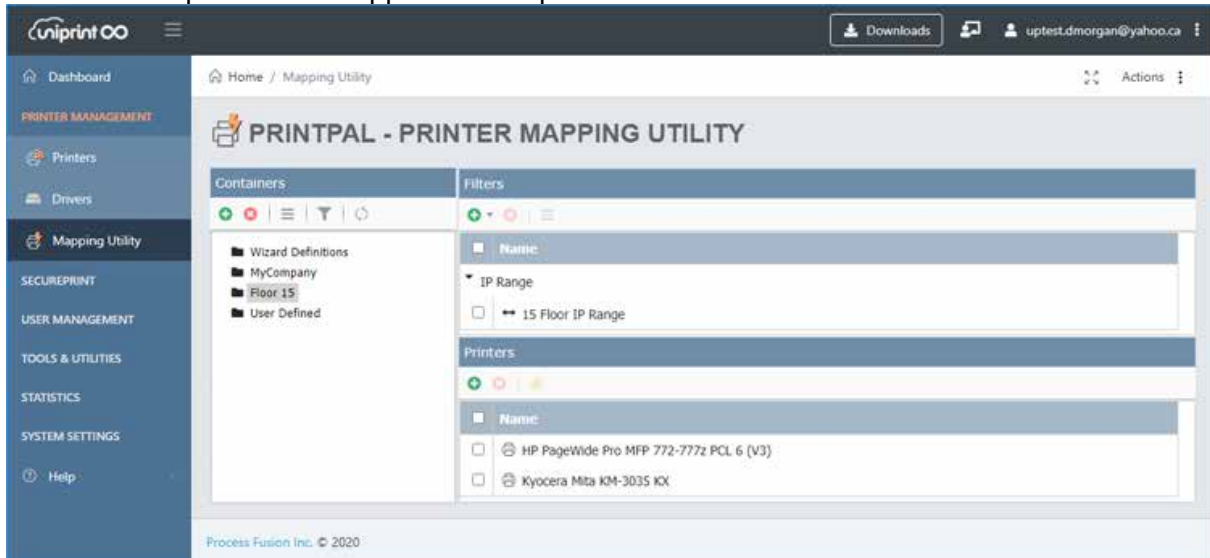 uniprint
Downloads
uptest.dmorgan@yahoo.ca
Dashboard
Home / Mapping Utility
Actions
PRINTER MANAGEMENT
PRINTPAL - PRINTER MAPPING UTILITY
Printers
Containers
Filters
Drivers
Mapping Utility
Name
Wizard Definitions
MyCompany
IP Range
SECUREPRINT
Floor 15
User Defined
15 Floor IP Range
USER MANAGEMENT
TOOLS & UTILITIES
Printers
STATISTICS
Name
SYSTEM SETTINGS
HP PageWide Pro MFP 772-777z PCL 6 (V3)
Help
Kyocera Mita KM-3035 KX
Process Fusion Inc. © 2020